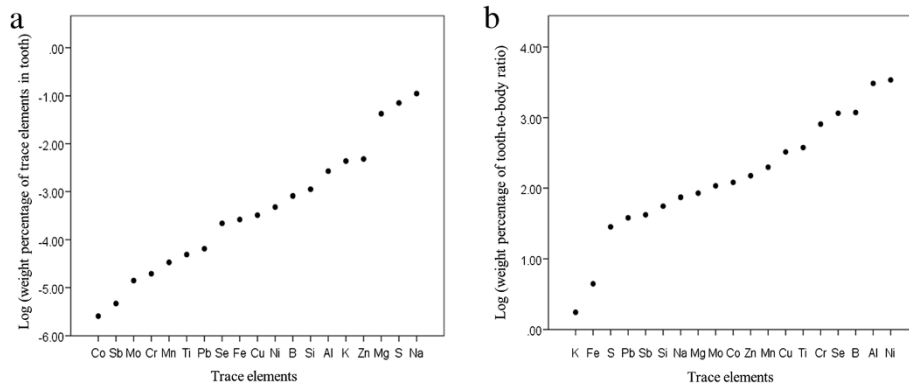 a
Log (weight percentage of trace elements in tooth)
.00
-1.00
-2.00
-3.00
-4.00
-5.00
-6.00
Co Sb Mo Cr Mn Ti Pb Se Fe Cu Ni B Si Al K Zn Mg S Na
Trace elements
b
Log (weight percentage of tooth-to-body ratio)
4.00
3.00
2.00
1.00
.00
K Fe S Pb Sb Si Na Mg Mo Co Zn Mn Cu Ti Cr Se B Al Ni
Trace elements